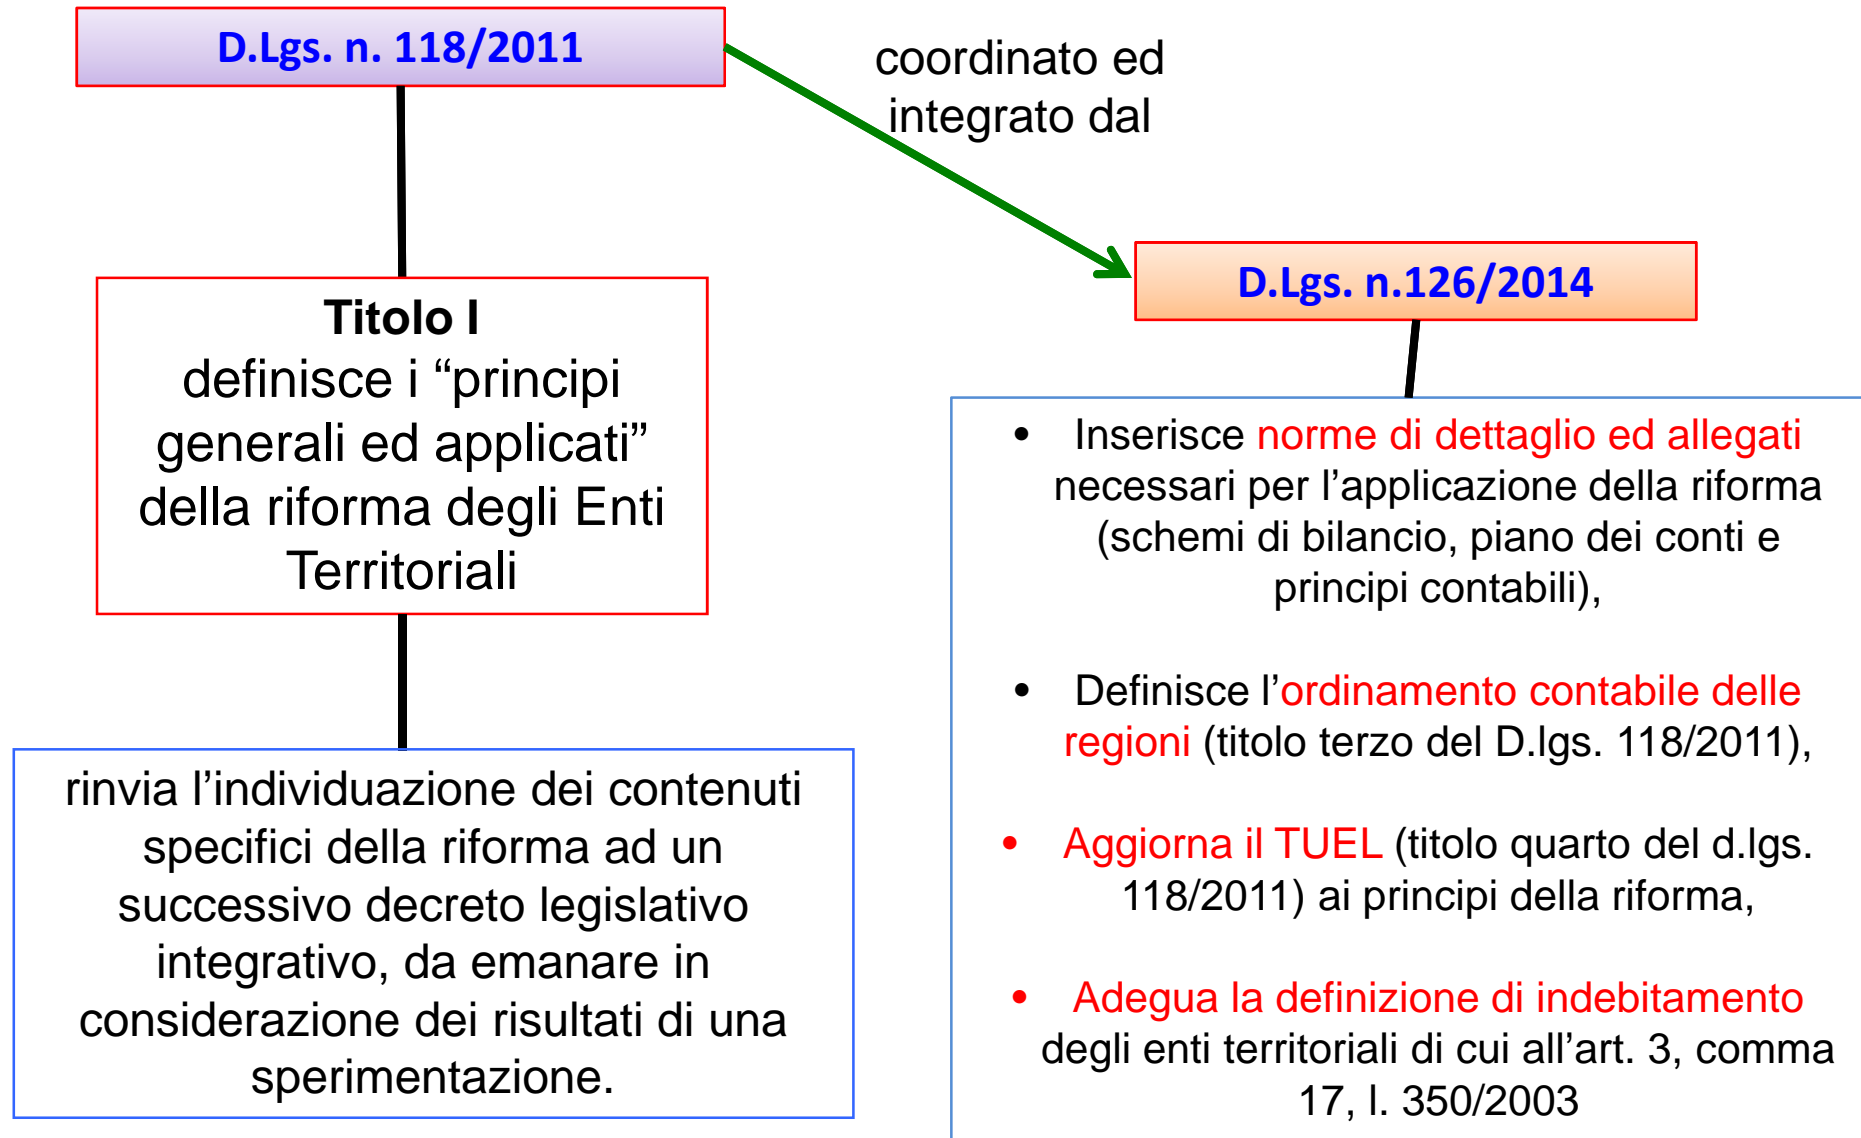 D.Lgs. n. 118/2011
coordinato ed
integrato dal
D.Lgs. n.126/2014
Titolo I
definisce i “principi
generali ed applicati”
della riforma degli Enti
Territoriali
rinvia l’individuazione dei contenuti
specifici della riforma ad un
successivo decreto legislativo
integrativo, da emanare in
considerazione dei risultati di una
sperimentazione.
• Inserisce norme di dettaglio ed allegati
necessari per l’applicazione della riforma
(schemi di bilancio, piano dei conti e
principi contabili),
• Definisce l’ordinamento contabile delle
regioni (titolo terzo del D.lgs. 118/2011),
• Aggiorna il TUEL (titolo quarto del d.lgs.
118/2011) ai principi della riforma,
• Adegua la definizione di indebitamento
degli enti territoriali di cui all’art. 3, comma
17, l. 350/2003